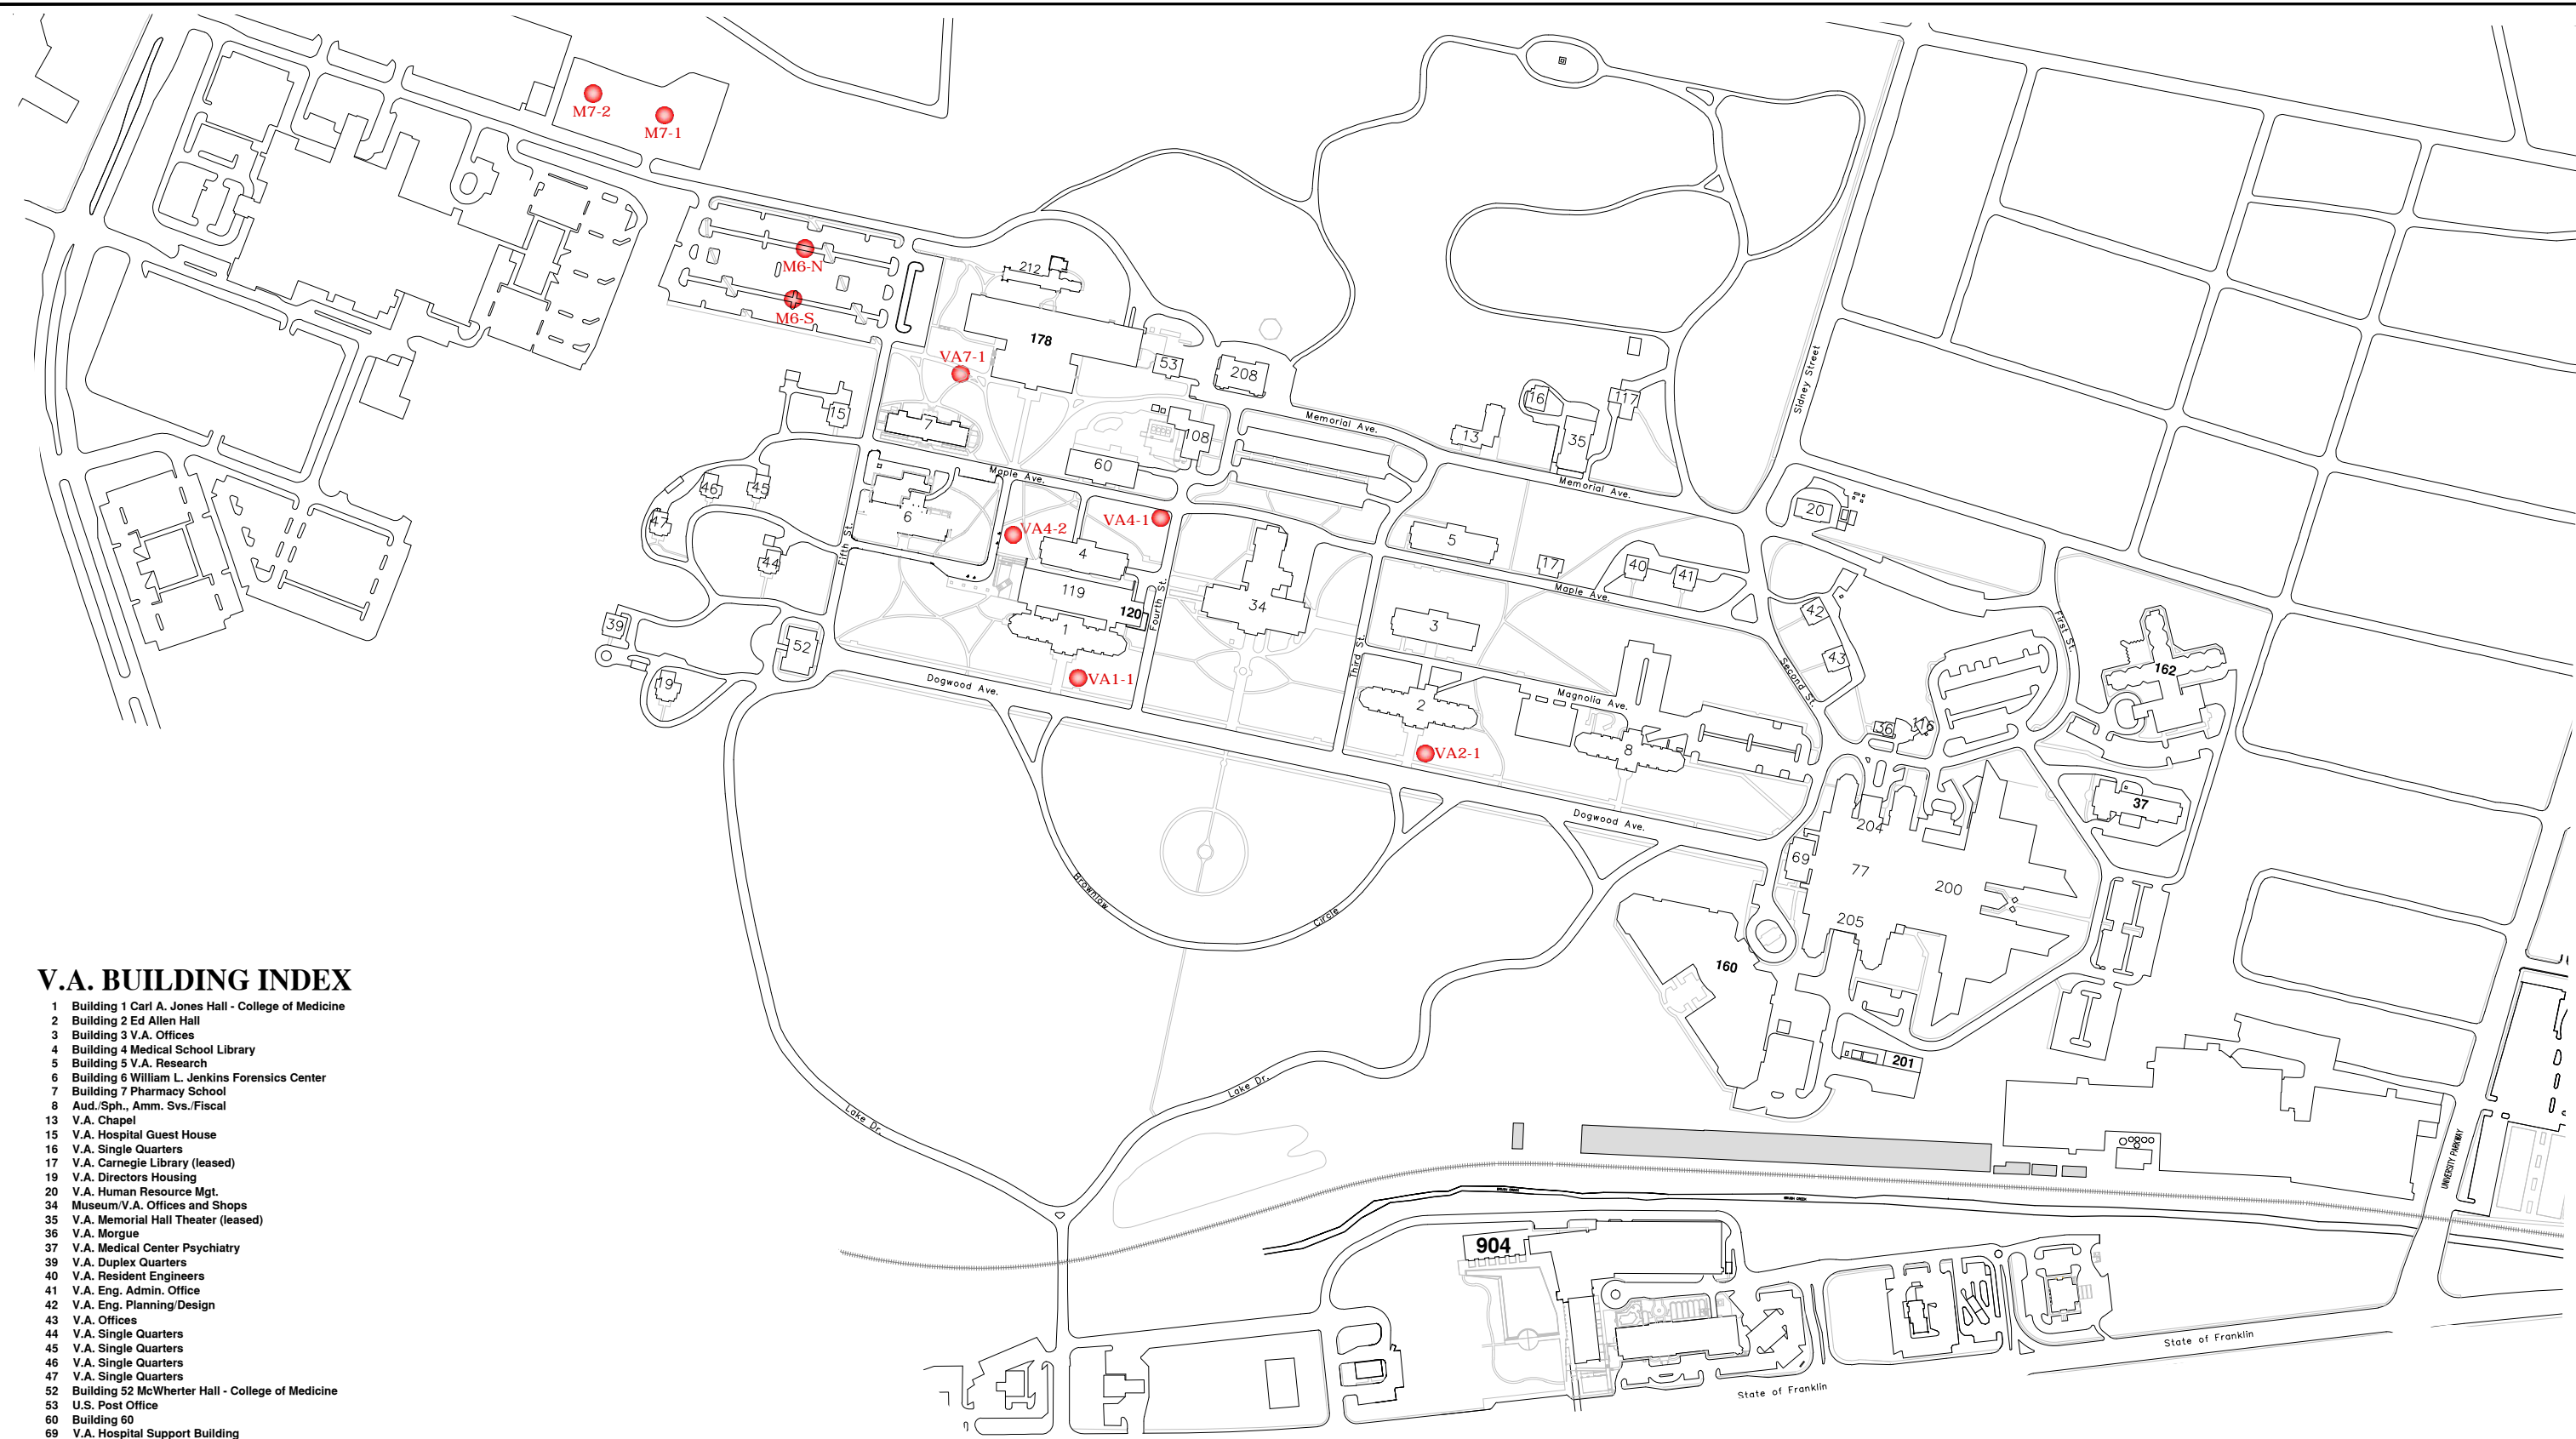 M7-2
M7-1
M6-N
M6-S
212
178
VA7-1
53
208
15
7
108
60
Memorial Ave.
Sidney Street
16
117
13
35
Memorial Ave.
Maple Ave.
46
45
47
44
6
Fifth St.
VA4-2
VA4-1
4
119
120
1
Fourth St.
34
5
17
40
41
20
Maple Ave.
3
Third St.
42
43
Second St.
First St.
162
39
52
19
Dogwood Ave.
VA1-1
2
VA2-1
Magnolia Ave.
8
36
176
37
Dogwood Ave.
204
69
77
200
205
160
201
Brownlow
Circle
Lake Dr.
Lake Dr.
UNIVERSITY PARKWAY
904
State of Franklin
State of Franklin
V.A. BUILDING INDEX
1 Building 1 Carl A. Jones Hall - College of Medicine
2 Building 2 Ed Allen Hall
3 Building 3 V.A. Offices
4 Building 4 Medical School Library
5 Building 5 V.A. Research
6 Building 6 William L. Jenkins Forensics Center
7 Building 7 Pharmacy School
8 Aud./Sph., Amm. Svs./Fiscal
13 V.A. Chapel
15 V.A. Hospital Guest House
16 V.A. Single Quarters
17 V.A. Carnegie Library (leased)
19 V.A. Directors Housing
20 V.A. Human Resource Mgt.
34 Museum/V.A. Offices and Shops
35 V.A. Memorial Hall Theater (leased)
36 V.A. Morgue
37 V.A. Medical Center Psychiatry
39 V.A. Duplex Quarters
40 V.A. Resident Engineers
41 V.A. Eng. Admin. Office
42 V.A. Eng. Planning/Design
43 V.A. Offices
44 V.A. Single Quarters
45 V.A. Single Quarters
46 V.A. Single Quarters
47 V.A. Single Quarters
52 Building 52 McWherter Hall - College of Medicine
53 U.S. Post Office
60 Building 60
69 V.A. Hospital Support Building